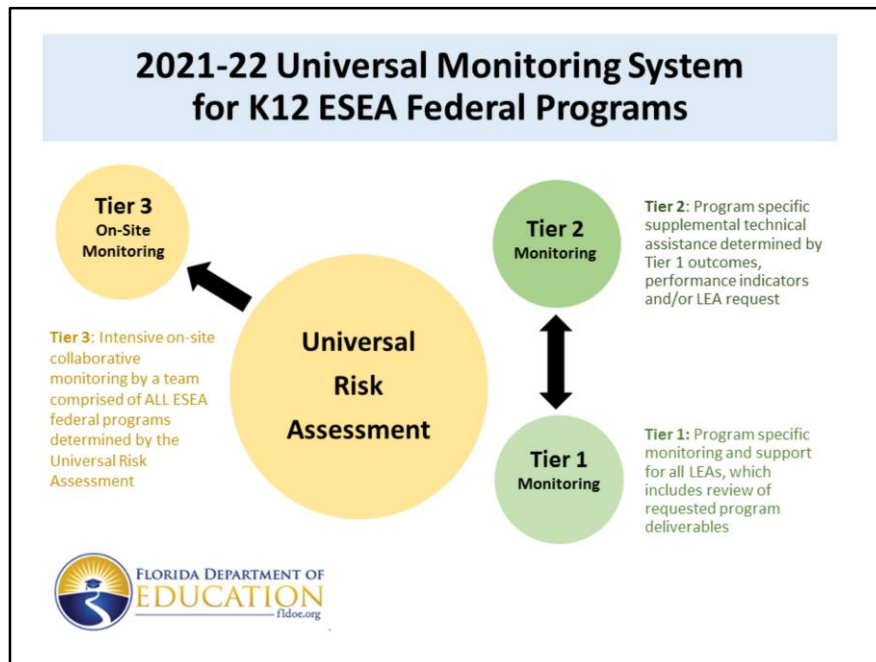 2021-22 Universal Monitoring System
for K12 ESEA Federal Programs
Tier 3
On-Site
Monitoring
Tier 3: Intensive on-site
collaborative
monitoring by a team
comprised of ALL ESEA
federal programs
determined by the
Universal Risk
Assessment
Universal
Risk
Assessment
Tier 2
Monitoring
Tier 2: Program specific
supplemental technical
assistance determined by
Tier 1 outcomes,
performance indicators
and/or LEA request
Tier 1
Monitoring
Tier 1: Program specific
monitoring and support
for all LEAs, which
includes review of
requested program
deliverables
FLORIDA DEPARTMENT OF
EDUCATION
fldoe.org